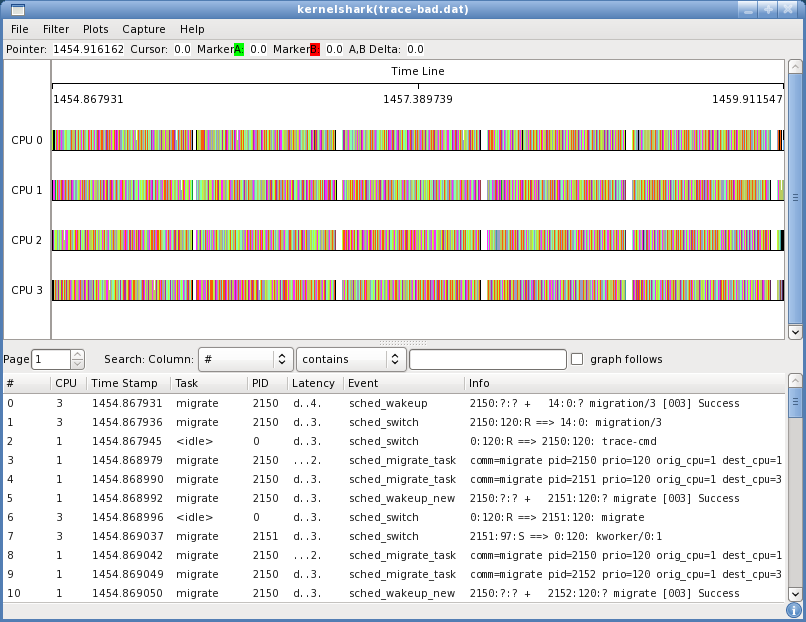 kernelshark(trace-bad.dat)
File Filter Plots Capture Help
Pointer: 1454.916162 Cursor: 0.0 Marker A: 0.0 Marker B: 0.0 A,B Delta: 0.0
Time Line
1454.867931 1457.389739 1459.911547
CPU 0
CPU 1
CPU 2
CPU 3
Page 1 Search: Column: # contains graph follows
# CPU Time Stamp Task PID Latency Event Info
0 3 1454.867931 migrate 2150 d..4. sched_wakeup 2150:?:? + 14:0:? migration/3 [003] Success
1 3 1454.867936 migrate 2150 d..3. sched_switch 2150:120:R ==> 14:0: migration/3
2 1 1454.867945 <idle> 0 d..3. sched_switch 0:120:R ==> 2150:120: trace-cmd
3 1 1454.868979 migrate 2150 ...2. sched_migrate_task comm=migrate pid=2150 prio=120 orig_cpu=1 dest_cpu=1
4 1 1454.868990 migrate 2150 d..3. sched_migrate_task comm=migrate pid=2151 prio=120 orig_cpu=1 dest_cpu=3
5 1 1454.868992 migrate 2150 d..3. sched_wakeup_new 2150:?:? + 2151:120:? migrate [003] Success
6 3 1454.868996 <idle> 0 d..3. sched_switch 0:120:R ==> 2151:120: migrate
7 3 1454.869037 migrate 2151 d..3. sched_switch 2151:97:S ==> 0:120: kworker/0:1
8 1 1454.869042 migrate 2150 ...2. sched_migrate_task comm=migrate pid=2150 prio=120 orig_cpu=1 dest_cpu=1
9 1 1454.869049 migrate 2150 d..3. sched_migrate_task comm=migrate pid=2152 prio=120 orig_cpu=1 dest_cpu=3
10 1 1454.869050 migrate 2150 d..3. sched_wakeup_new 2150:?:? + 2152:120:? migrate [003] Success